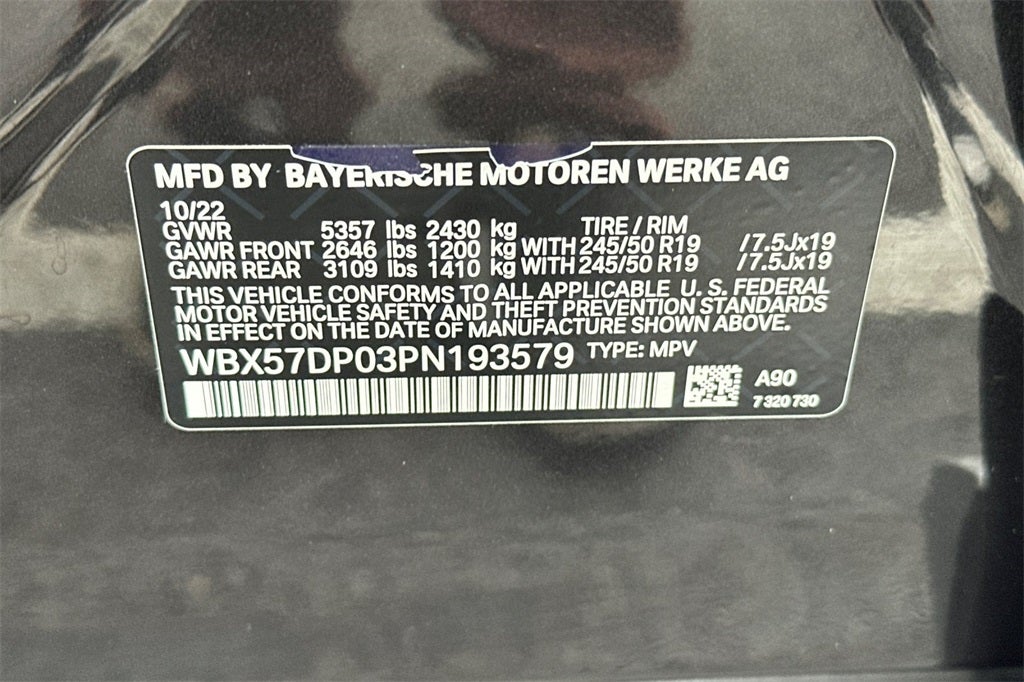 MFD BY BAYERISCHE MOTOREN WERKE AG
10/22
GVWR 5357 lbs 2430 kg TIRE / RIM
GAWR FRONT 2646 lbs 1200 kg WITH 245/50 R19 /7.5Jx19
GAWR REAR 3109 lbs 1410 kg WITH 245/50 R19 /7.5Jx19
THIS VEHICLE CONFORMS TO ALL APPLICABLE U. S. FEDERAL
MOTOR VEHICLE SAFETY AND THEFT PREVENTION STANDARDS
IN EFFECT ON THE DATE OF MANUFACTURE SHOWN ABOVE.
WBX57DP03PN193579 TYPE: MPV
A90
7 320 730